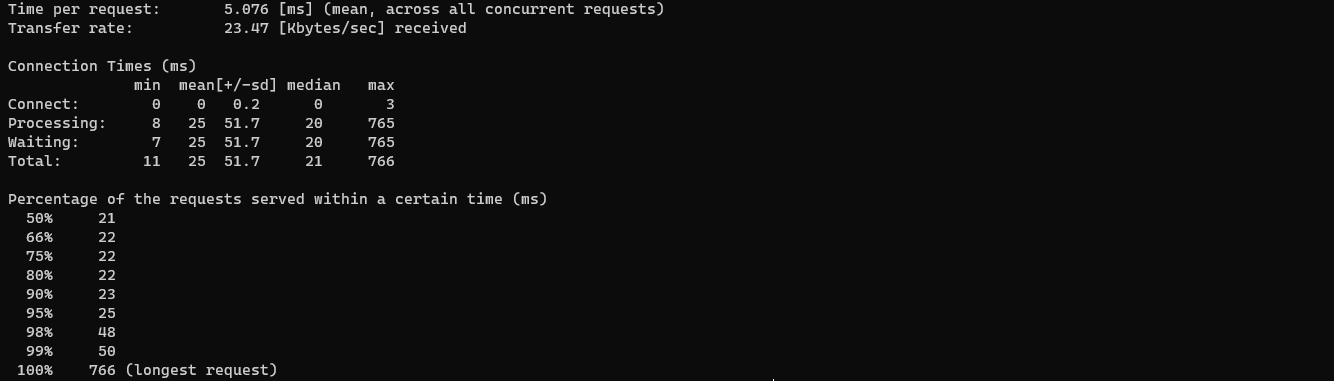 Time per request:       5.076 [ms] (mean, across all concurrent requests)
Transfer rate:          23.47 [Kbytes/sec] received

Connection Times (ms)
              min  mean[+/-sd] median   max
Connect:        0    0   0.2      0       3
Processing:     8   25  51.7     20     765
Waiting:        7   25  51.7     20     765
Total:         11   25  51.7     21     766

Percentage of the requests served within a certain time (ms)
  50%     21
  66%     22
  75%     22
  80%     22
  90%     23
  95%     25
  98%     48
  99%     50
 100%    766 (longest request)